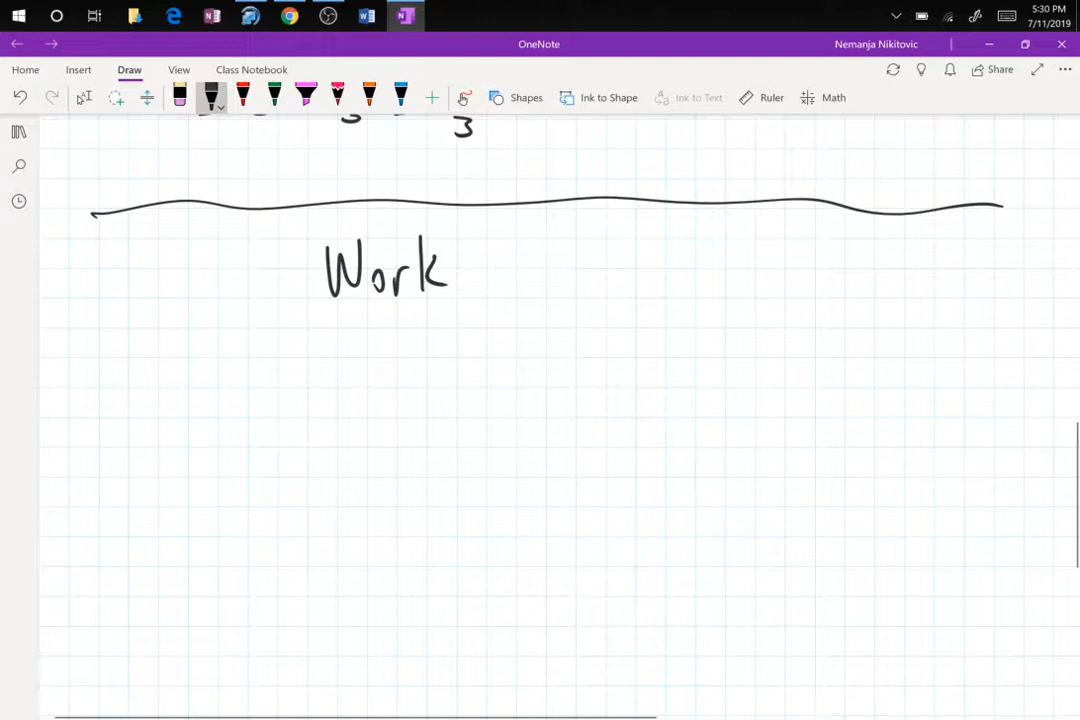 5:30 PM
7/11/2019
OneNote
Nemanja Nikitovic
Home Insert Draw View Class Notebook
Share
Shapes Ink to Shape Ink to Text Ruler Math
3
Work